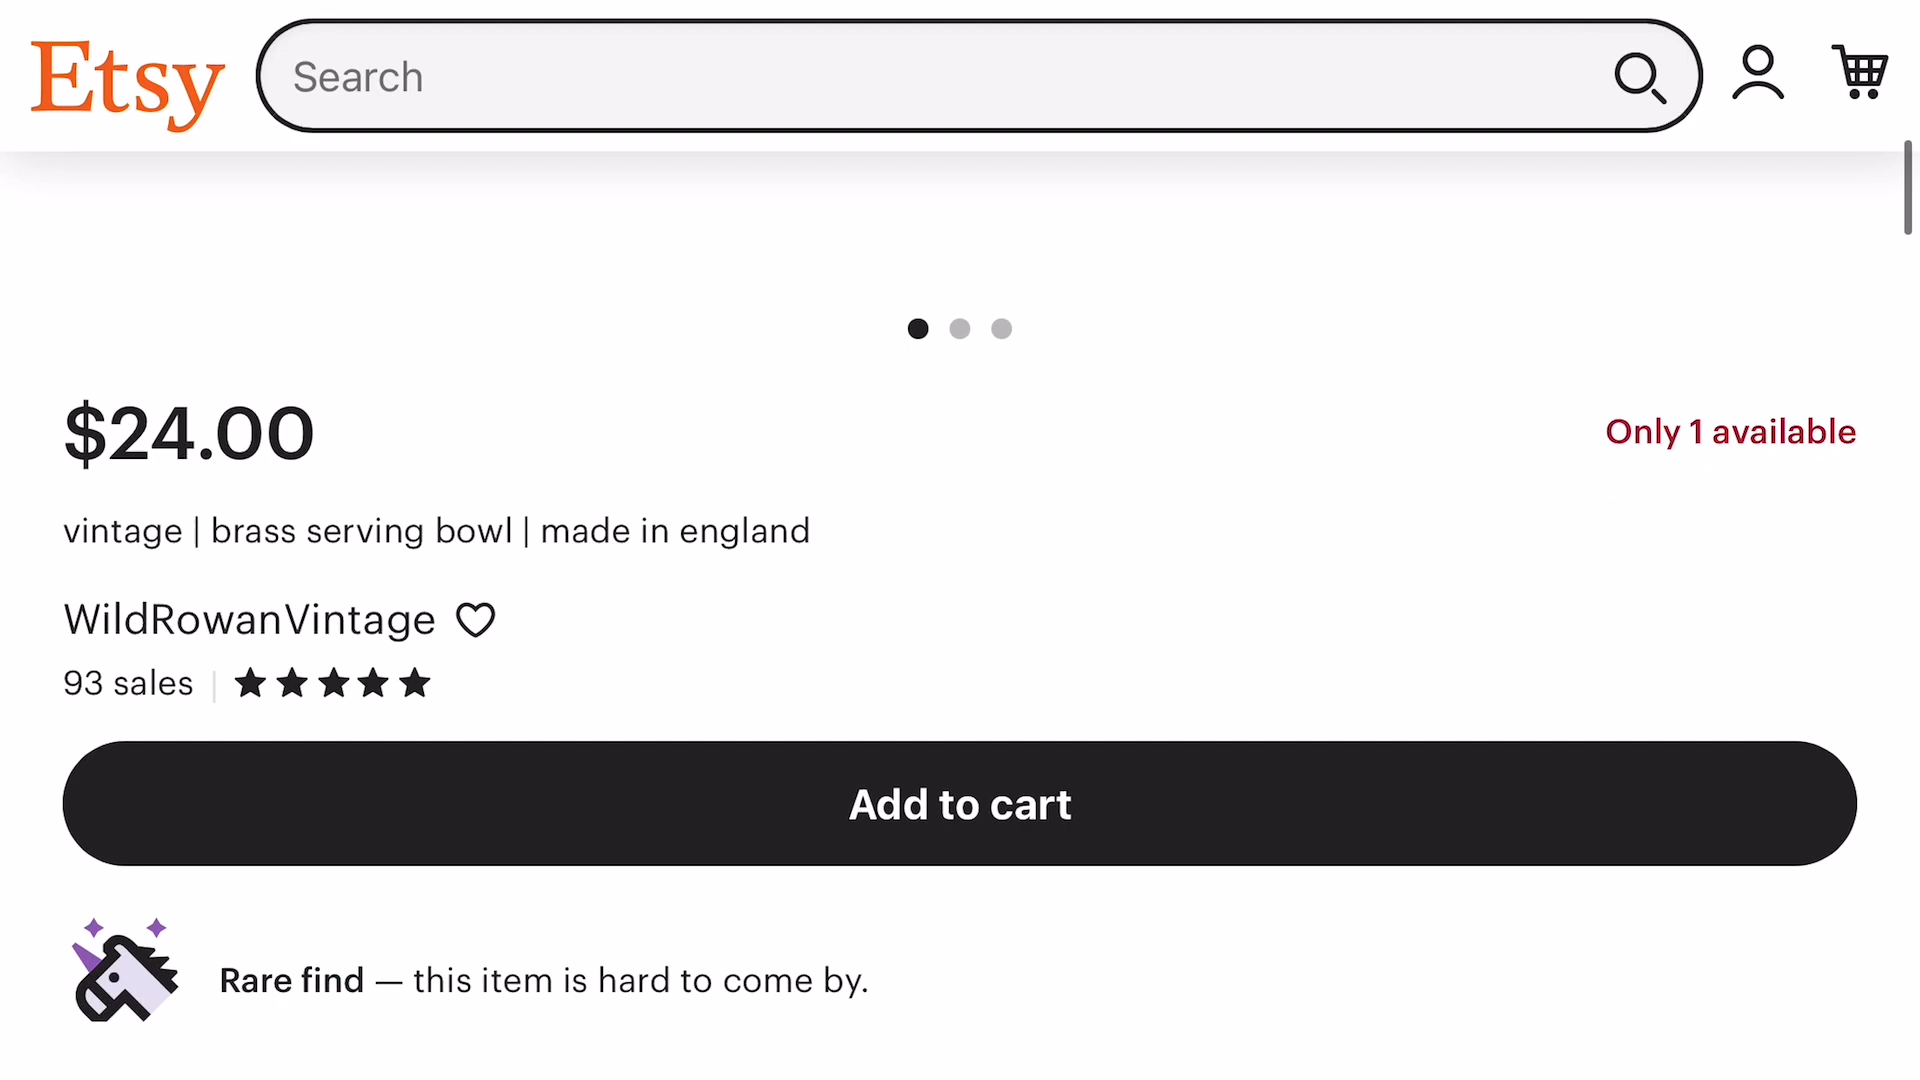 Etsy
Search
$24.00
Only 1 available
vintage | brass serving bowl | made in england
WildRowanVintage
93 sales
Add to cart
Rare find — this item is hard to come by.